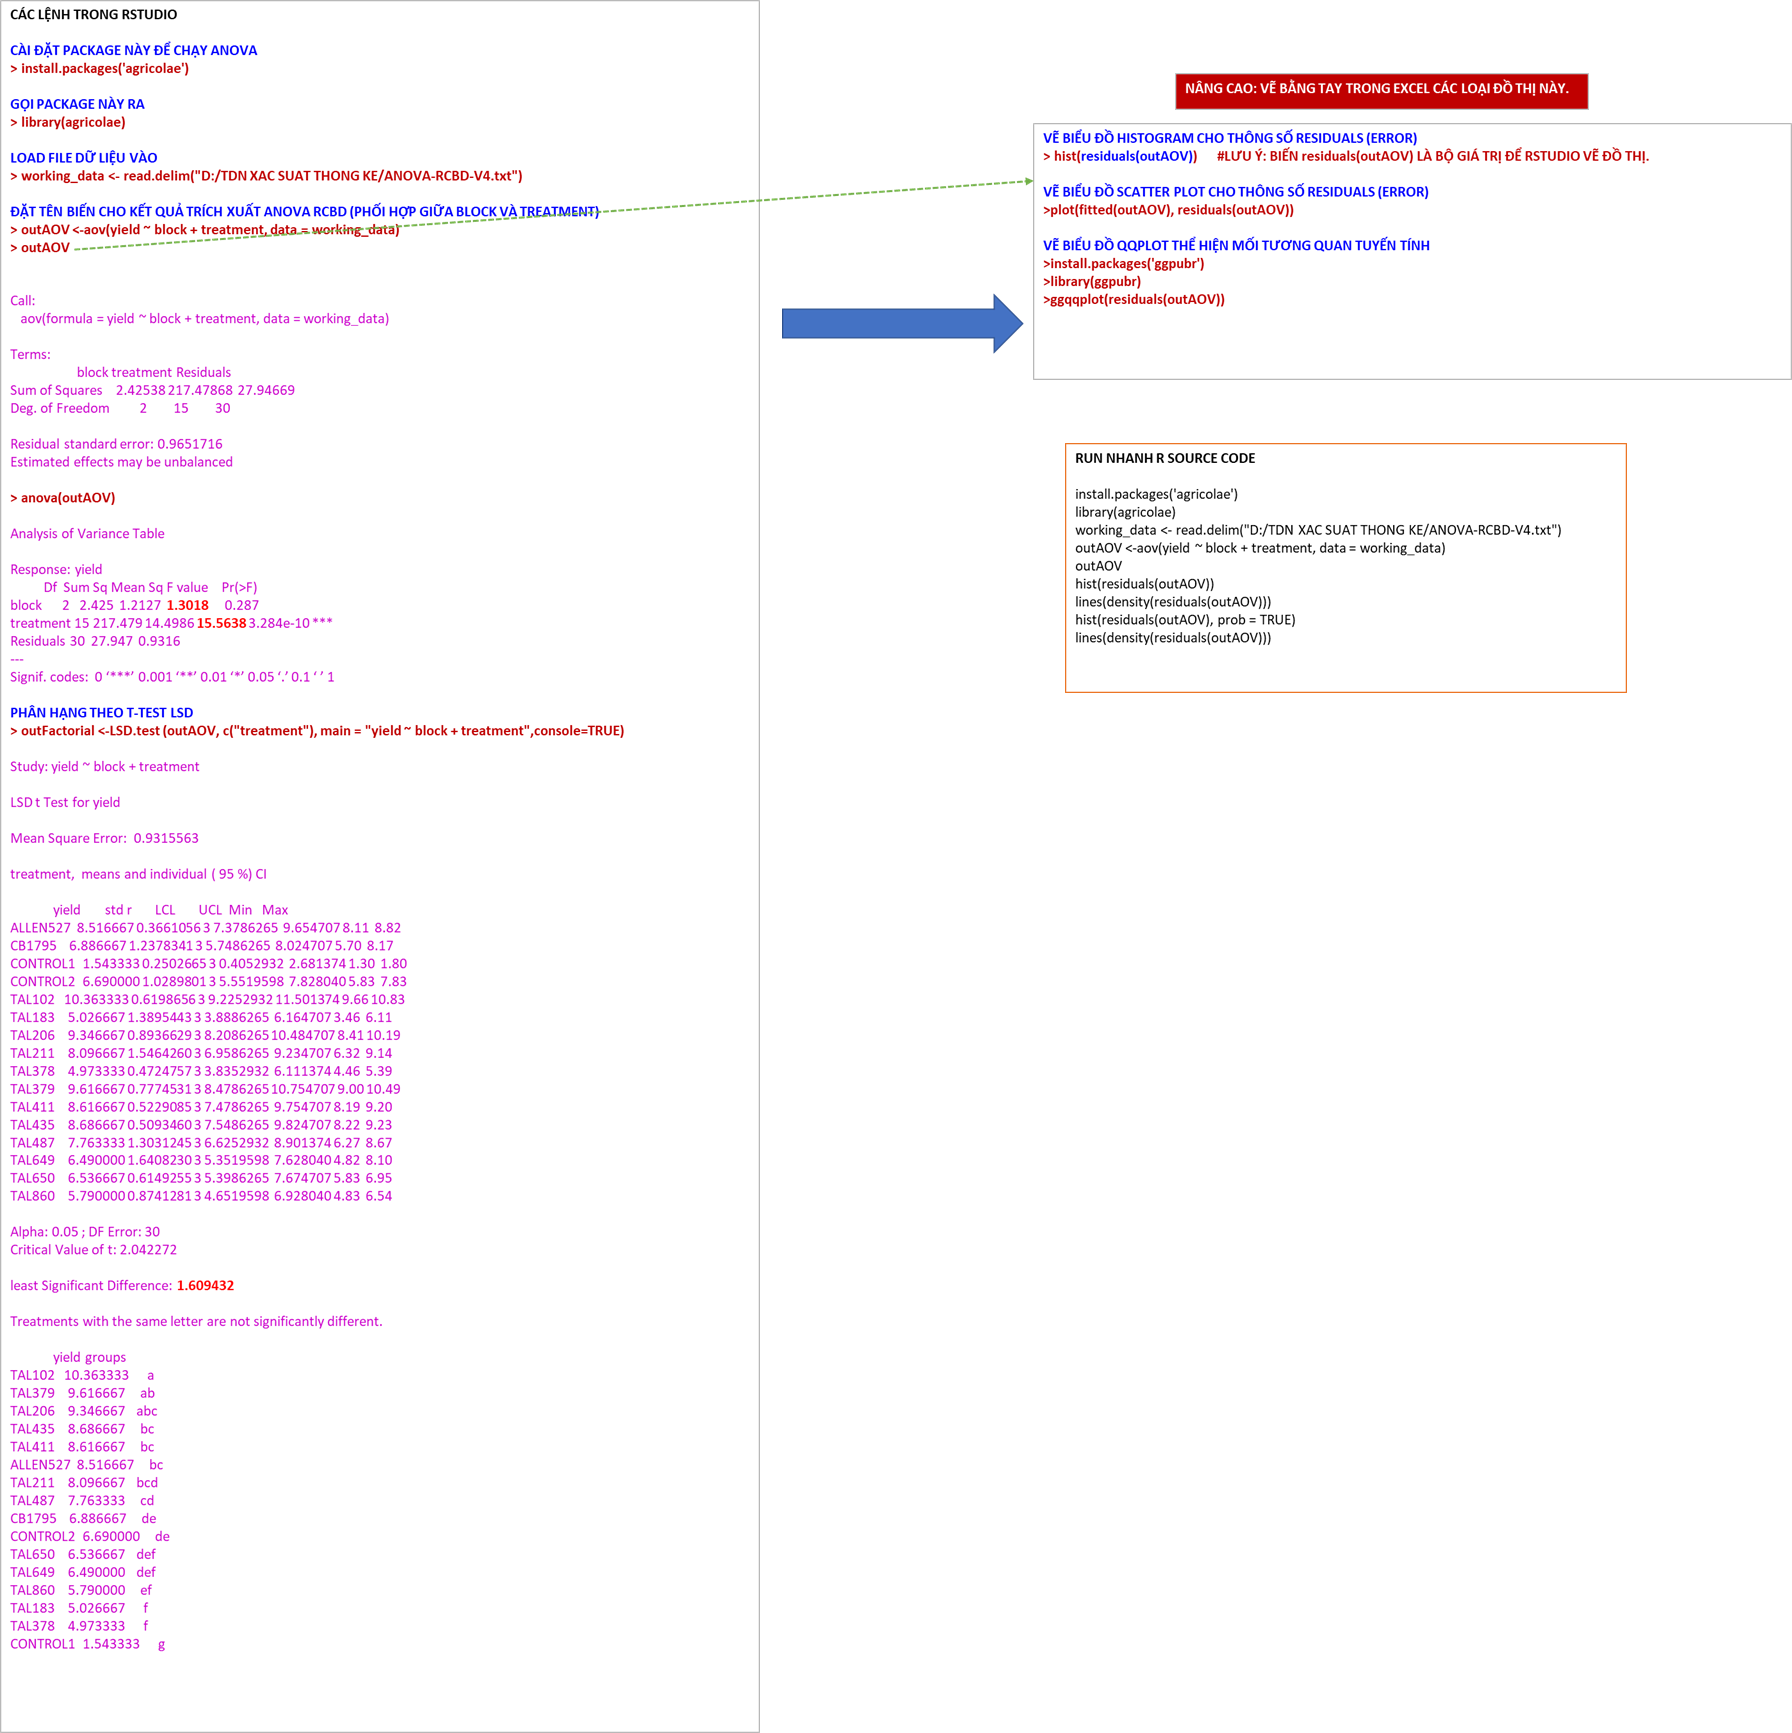 CÁC LỆNH TRONG RSTUDIO
CÀI ĐẶT PACKAGE NÀY ĐỂ CHẠY ANOVA
> install.packages('agricolae')
GỌI PACKAGE NÀY RA
> library(agricolae)
LOAD FILE DỮ LIỆU VÀO
> working_data <- read.delim("D:/TDN XAC SUAT THONG KE/ANOVA-RCBD-V4.txt")
ĐẶT TÊN BIẾN CHO KẾT QUẢ TRÍCH XUẤT ANOVA RCBD (PHỐI HỢP GIỮA BLOCK VÀ TREATMENT)
> outAOV <-aov(yield ~ block + treatment, data = working_data)
> outAOV
Call:
aov(formula = yield ~ block + treatment, data = working_data)
Terms:
block treatment Residuals
Sum of Squares 2.42538 217.47868 27.94669
Deg. of Freedom 2 15 30
Residual standard error: 0.9651716
Estimated effects may be unbalanced
> anova(outAOV)
Analysis of Variance Table
Response: yield
Df Sum Sq Mean Sq F value Pr(>F)
block 2 2.425 1.2127 1.3018 0.287
treatment 15 217.479 14.4986 15.5638 3.284e-10 ***
Residuals 30 27.947 0.9316
---
Signif. codes: 0 ‘***’ 0.001 ‘**’ 0.01 ‘*’ 0.05 ‘.’ 0.1 ‘ ’ 1
PHÂN HẠNG THEO T-TEST LSD
> outFactorial <-LSD.test (outAOV, c("treatment"), main = "yield ~ block + treatment",console=TRUE)
Study: yield ~ block + treatment
LSD t Test for yield
Mean Square Error: 0.9315563
treatment, means and individual ( 95 %) CI
yield std r LCL UCL Min Max
ALLEN527 8.516667 0.3661056 3 7.3786265 9.654707 8.11 8.82
CB1795 6.886667 1.2378341 3 5.7486265 8.024707 5.70 8.17
CONTROL1 1.543333 0.2502665 3 0.4052932 2.681374 1.30 1.80
CONTROL2 6.690000 1.0289801 3 5.5519598 7.828040 5.83 7.83
TAL102 10.363333 0.6198656 3 9.2252932 11.501374 9.66 10.83
TAL183 5.026667 1.3895443 3 3.8886265 6.164707 3.46 6.11
TAL206 9.346667 0.8936629 3 8.2086265 10.484707 8.41 10.19
TAL211 8.096667 1.5464260 3 6.9586265 9.234707 6.32 9.14
TAL378 4.973333 0.4724757 3 3.8352932 6.111374 4.46 5.39
TAL379 9.616667 0.7774531 3 8.4786265 10.754707 9.00 10.49
TAL411 8.616667 0.5229085 3 7.4786265 9.754707 8.19 9.20
TAL435 8.686667 0.5093460 3 7.5486265 9.824707 8.22 9.23
TAL487 7.763333 1.3031245 3 6.6252932 8.901374 6.27 8.67
TAL649 6.490000 1.6408230 3 5.3519598 7.628040 4.82 8.10
TAL650 6.536667 0.6149255 3 5.3986265 7.674707 5.83 6.95
TAL860 5.790000 0.8741281 3 4.6519598 6.928040 4.83 6.54
Alpha: 0.05 ; DF Error: 30
Critical Value of t: 2.042272
least Significant Difference: 1.609432
Treatments with the same letter are not significantly different.
yield groups
TAL102 10.363333 a
TAL379 9.616667 ab
TAL206 9.346667 abc
TAL435 8.686667 bc
TAL411 8.616667 bc
ALLEN527 8.516667 bc
TAL211 8.096667 bcd
TAL487 7.763333 cd
CB1795 6.886667 de
CONTROL2 6.690000 de
TAL650 6.536667 def
TAL649 6.490000 def
TAL860 5.790000 ef
TAL183 5.026667 f
TAL378 4.973333 f
CONTROL1 1.543333 g
NÂNG CAO: VẼ BẰNG TAY TRONG EXCEL CÁC LOẠI ĐỒ THỊ NÀY.
VẼ BIỂU ĐỒ HISTOGRAM CHO THÔNG SỐ RESIDUALS (ERROR)
> hist(residuals(outAOV)) #LƯU Ý: BIẾN residuals(outAOV) LÀ BỘ GIÁ TRỊ ĐỂ RSTUDIO VẼ ĐỒ THỊ.
VẼ BIỂU ĐỒ SCATTER PLOT CHO THÔNG SỐ RESIDUALS (ERROR)
>plot(fitted(outAOV), residuals(outAOV))
VẼ BIỂU ĐỒ QQPLOT THỂ HIỆN MỐI TƯƠNG QUAN TUYẾN TÍNH
>install.packages('ggpubr')
>library(ggpubr)
>ggqqplot(residuals(outAOV))
RUN NHANH R SOURCE CODE
install.packages('agricolae')
library(agricolae)
working_data <- read.delim("D:/TDN XAC SUAT THONG KE/ANOVA-RCBD-V4.txt")
outAOV <-aov(yield ~ block + treatment, data = working_data)
outAOV
hist(residuals(outAOV))
lines(density(residuals(outAOV)))
hist(residuals(outAOV), prob = TRUE)
lines(density(residuals(outAOV)))